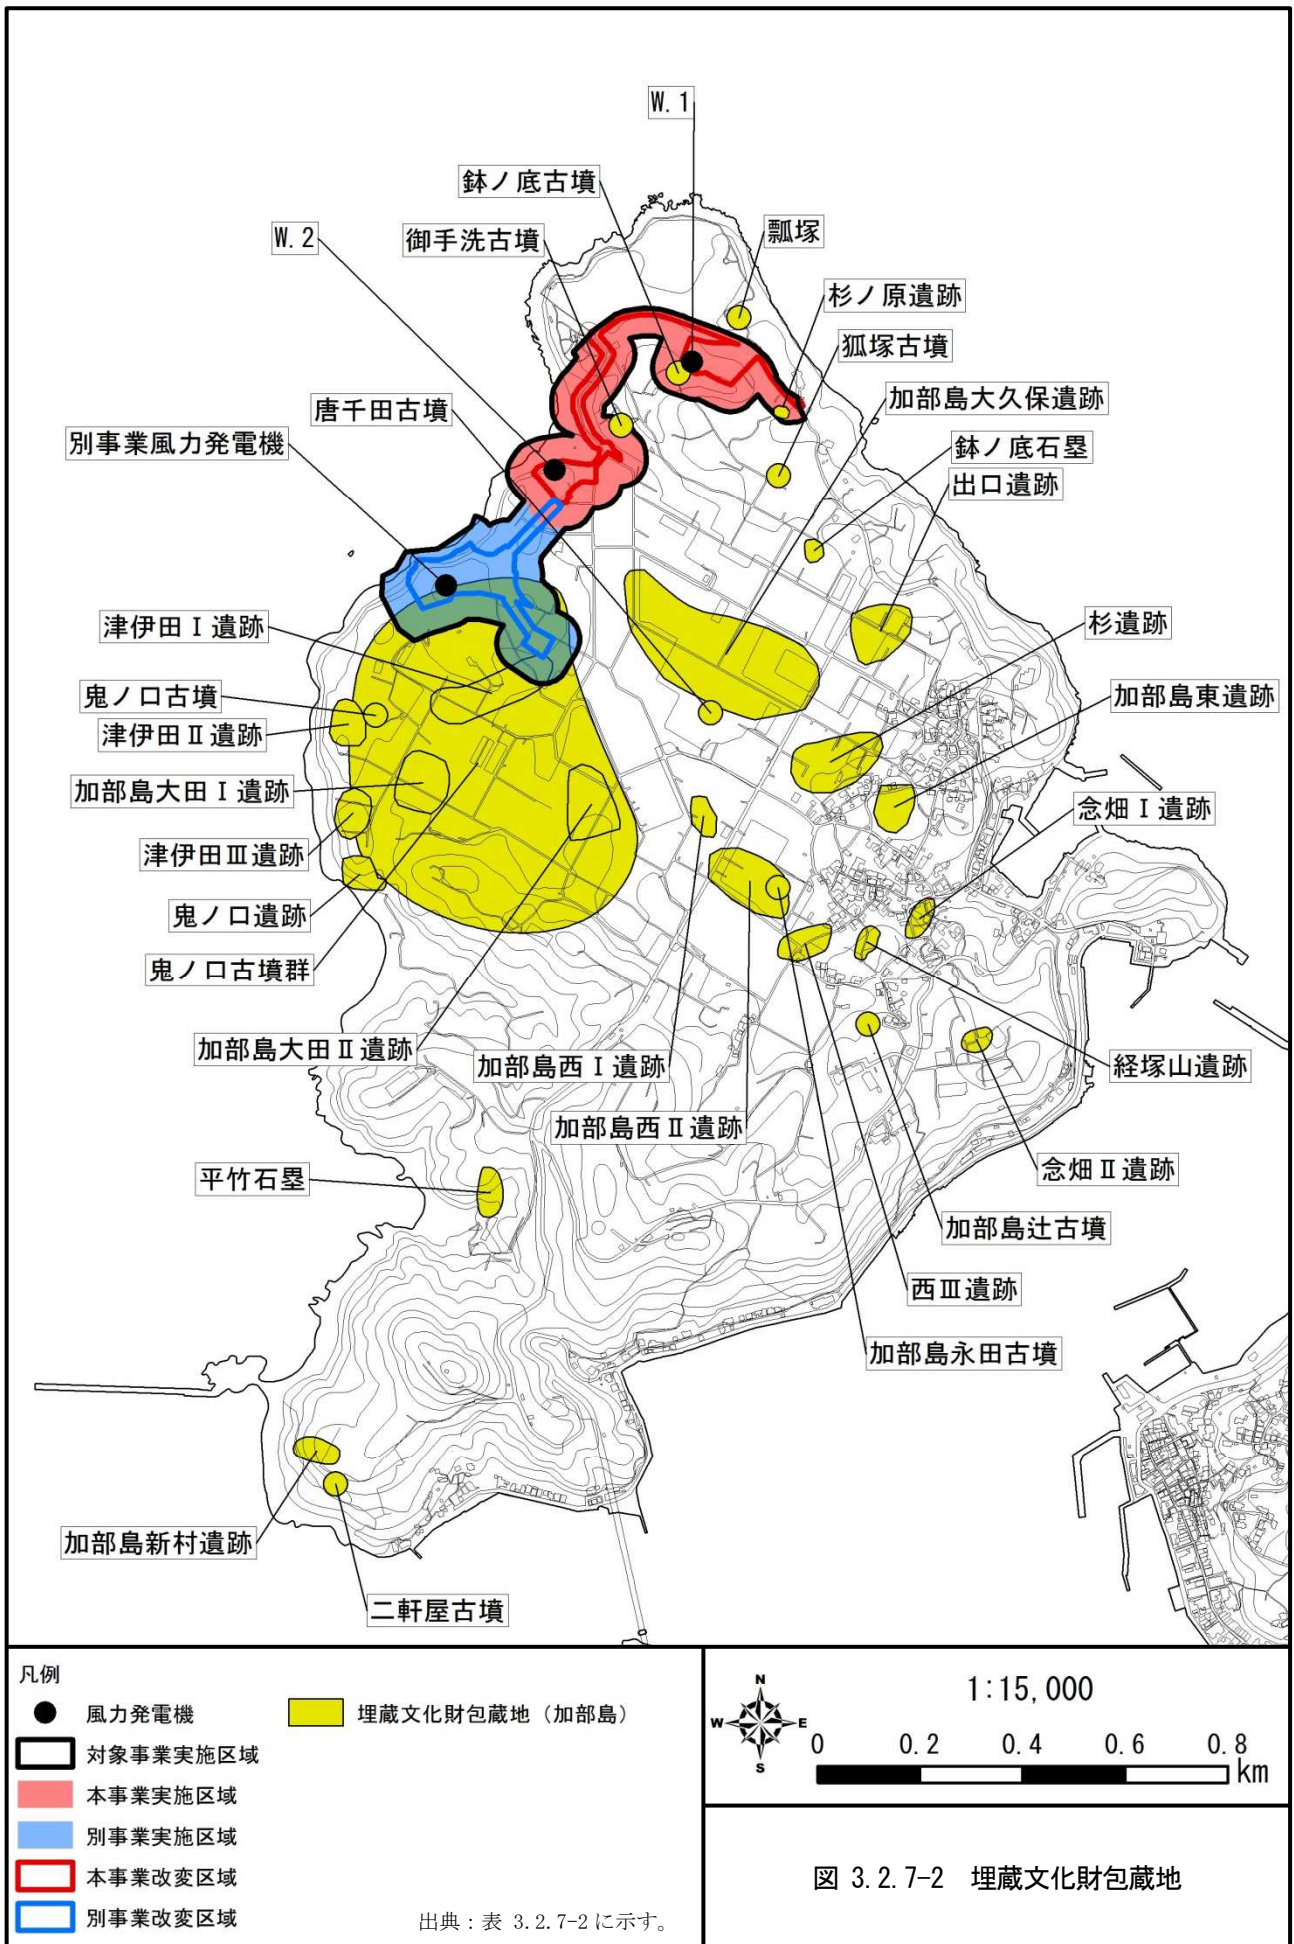 W.1
鉢ノ底古墳
W.2
御手洗古墳
瓢塚
杉ノ原遺跡
狐塚古墳
唐千田古墳
加部島大久保遺跡
別事業風力発電機
鉢ノ底石塁
出口遺跡
津伊田Ⅰ遺跡
杉遺跡
鬼ノ口古墳
加部島東遺跡
津伊田Ⅱ遺跡
加部島大田Ⅰ遺跡
念畑Ⅰ遺跡
津伊田Ⅲ遺跡
鬼ノ口遺跡
鬼ノ口古墳群
加部島大田Ⅱ遺跡
加部島西Ⅰ遺跡
経塚山遺跡
加部島西Ⅱ遺跡
念畑Ⅱ遺跡
平竹石塁
加部島辻古墳
西Ⅲ遺跡
加部島永田古墳
加部島新村遺跡
二軒屋古墳
凡例
風力発電機
埋蔵文化財包蔵地（加部島）
対象事業実施区域
本事業実施区域
別事業実施区域
本事業改変区域
別事業改変区域
出典：表 3.2.7-2に示す。
N
W E
S
1:15,000
0 0.2 0.4 0.6 0.8
km
図 3.2.7-2 埋蔵文化財包蔵地